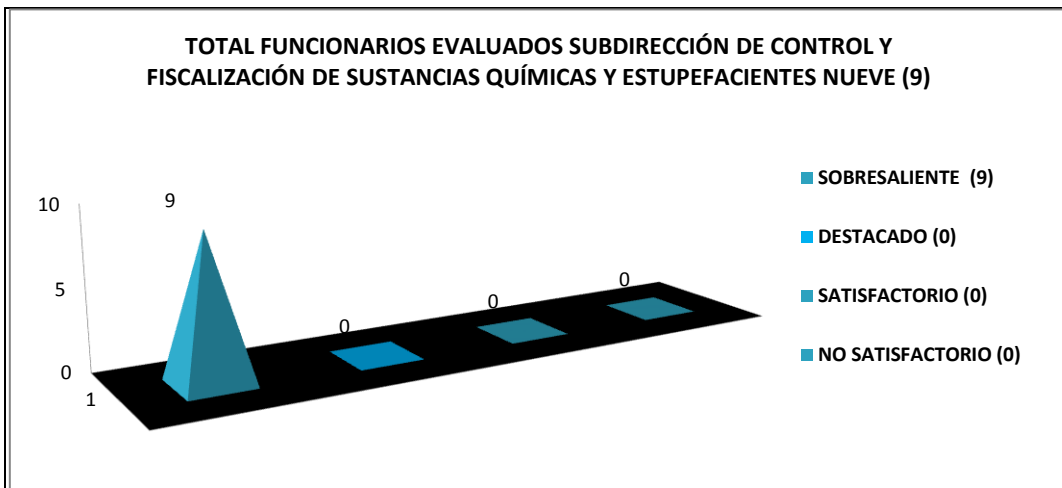 TOTAL FUNCIONARIOS EVALUADOS SUBDIRECCIÓN DE CONTROL Y
FISCALIZACIÓN DE SUSTANCIAS QUÍMICAS Y ESTUPEFACIENTES NUEVE (9)
10
5
0
1
9
0
0
0
SOBRESALIENTE (9)
DESTACADO (0)
SATISFACTORIO (0)
NO SATISFACTORIO (0)